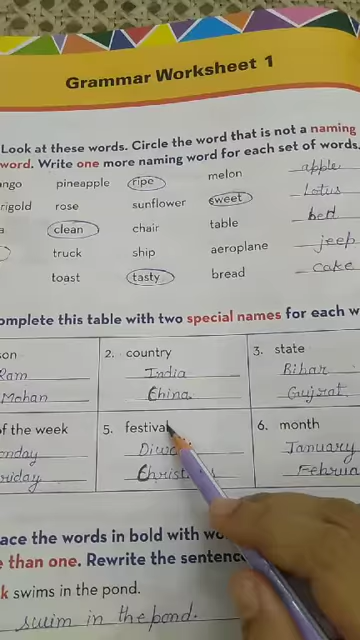 Grammar Worksheet 1
Look at these words. Circle the word that is not a naming
word. Write one more naming word for each set of words.
ango pineapple ripe melon apple
rigold rose sunflower sweet Lotus
a clean chair table bed
truck ship aeroplane jeep
toast tasty bread cake
omplete this table with two special names for each w
son 2. country 3. state
Ram India Bihar
Mohan China Gujrat
of the week 5. festival 6. month
onday January
riday
ace the words in bold with wo
e than one. Rewrite the sentence
k swims in the pond.
swim in the pond.